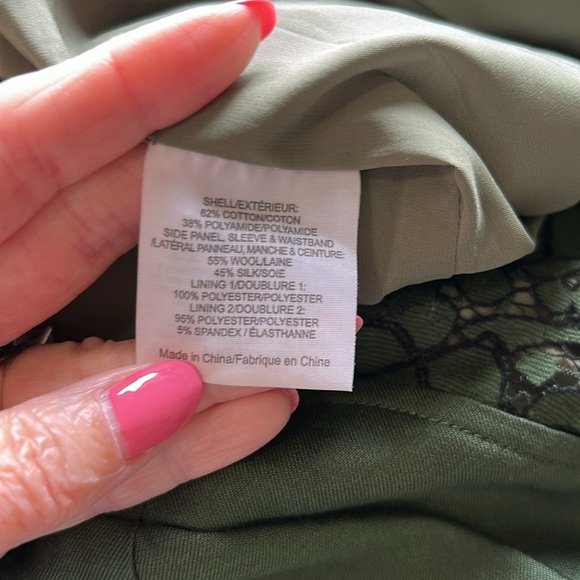 SHELL/EXTÉRIEUR:
62% COTTON/COTON
38% POLYAMIDE/POLYAMIDE
SIDE PANEL, SLEEVE & WAISTBAND
/LATÉRAL PANNEAU, MANCHE & CEINTURE:
55% WOOL/LAINE
45% SILK/SOIE
LINING 1/DOUBLURE 1:
100% POLYESTER/POLYESTER
LINING 2/DOUBLURE 2:
95% POLYESTER/POLYESTER
5% SPANDEX / ÉLASTHANNE
Made in China/Fabrique en Chine